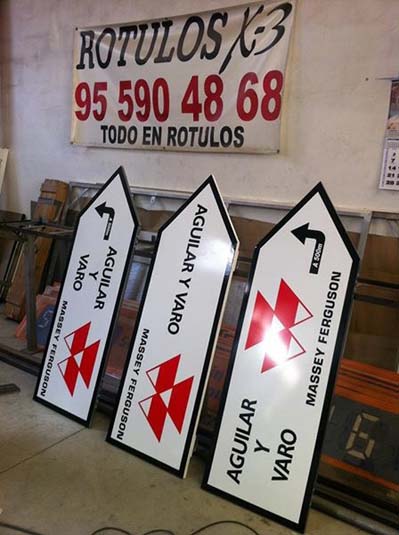 ROTULOS X-3
95 590 48 68
TODO EN ROTULOS
AGUILAR
Y
VARO
MASSEY FERGUSON
AGUILAR Y VARO
MASSEY FERGUSON
A 500m
AGUILAR
Y
VARO
MASSEY FERGUSON
6